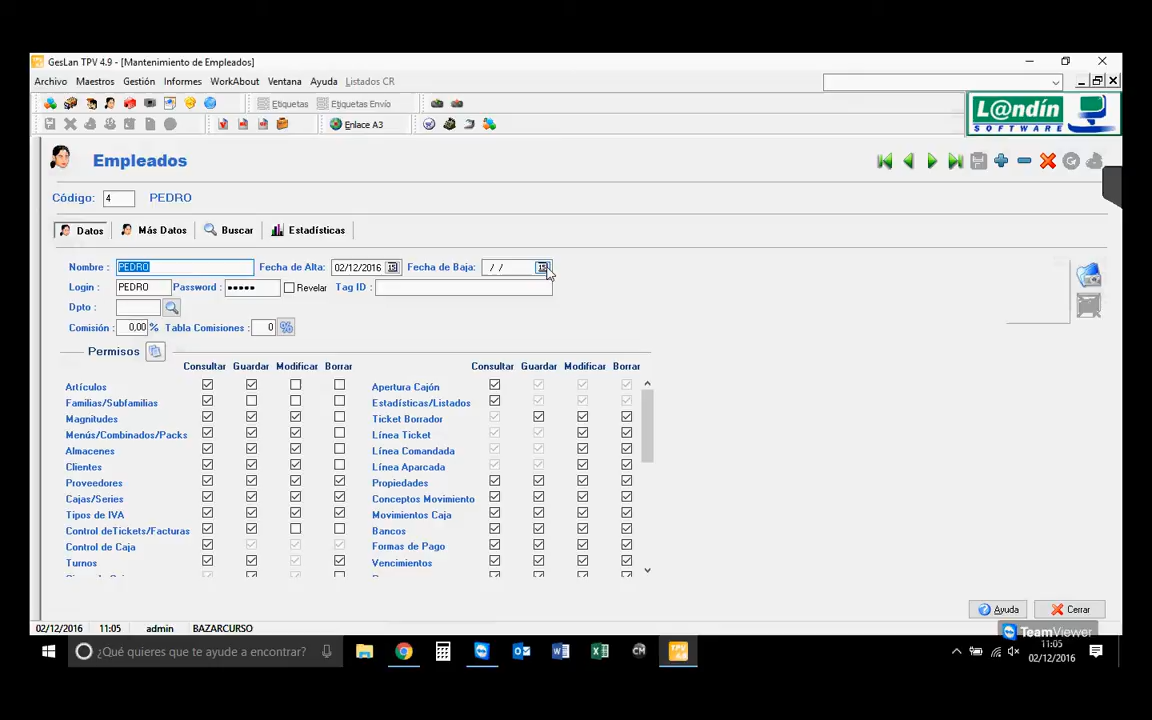 GesLan TPV 4.9 - [Mantenimiento de Empleados]
Archivo Maestros Gestión Informes WorkAbout Ventana Ayuda Listados CR
Etiquetas Etiquetas Envío
Enlace A3
L@ndín
SOFTWARE
Empleados
Código: 4 PEDRO
Datos Más Datos Buscar Estadísticas
Nombre : PEDRO Fecha de Alta: 02/12/2016 Fecha de Baja: / /
Login : PEDRO Password : ●●●●● Revelar Tag ID :
Dpto :
Comisión : 0,00 % Tabla Comisiones : 0
Permisos
Consultar Guardar Modificar Borrar Consultar Guardar Modificar Borrar
Artículos Apertura Cajón
Familias/Subfamilias Estadísticas/Listados
Magnitudes Ticket Borrador
Menús/Combinados/Packs Línea Ticket
Almacenes Línea Comandada
Clientes Línea Aparcada
Proveedores Propiedades
Cajas/Series Conceptos Movimiento
Tipos de IVA Movimientos Caja
Control deTickets/Facturas Bancos
Control de Caja Formas de Pago
Turnos Vencimientos
Ayuda Cerrar
02/12/2016 11:05 admin BAZARCURSO
TeamViewer
¿Qué quieres que te ayude a encontrar?
TPV
4.9
11:05
02/12/2016